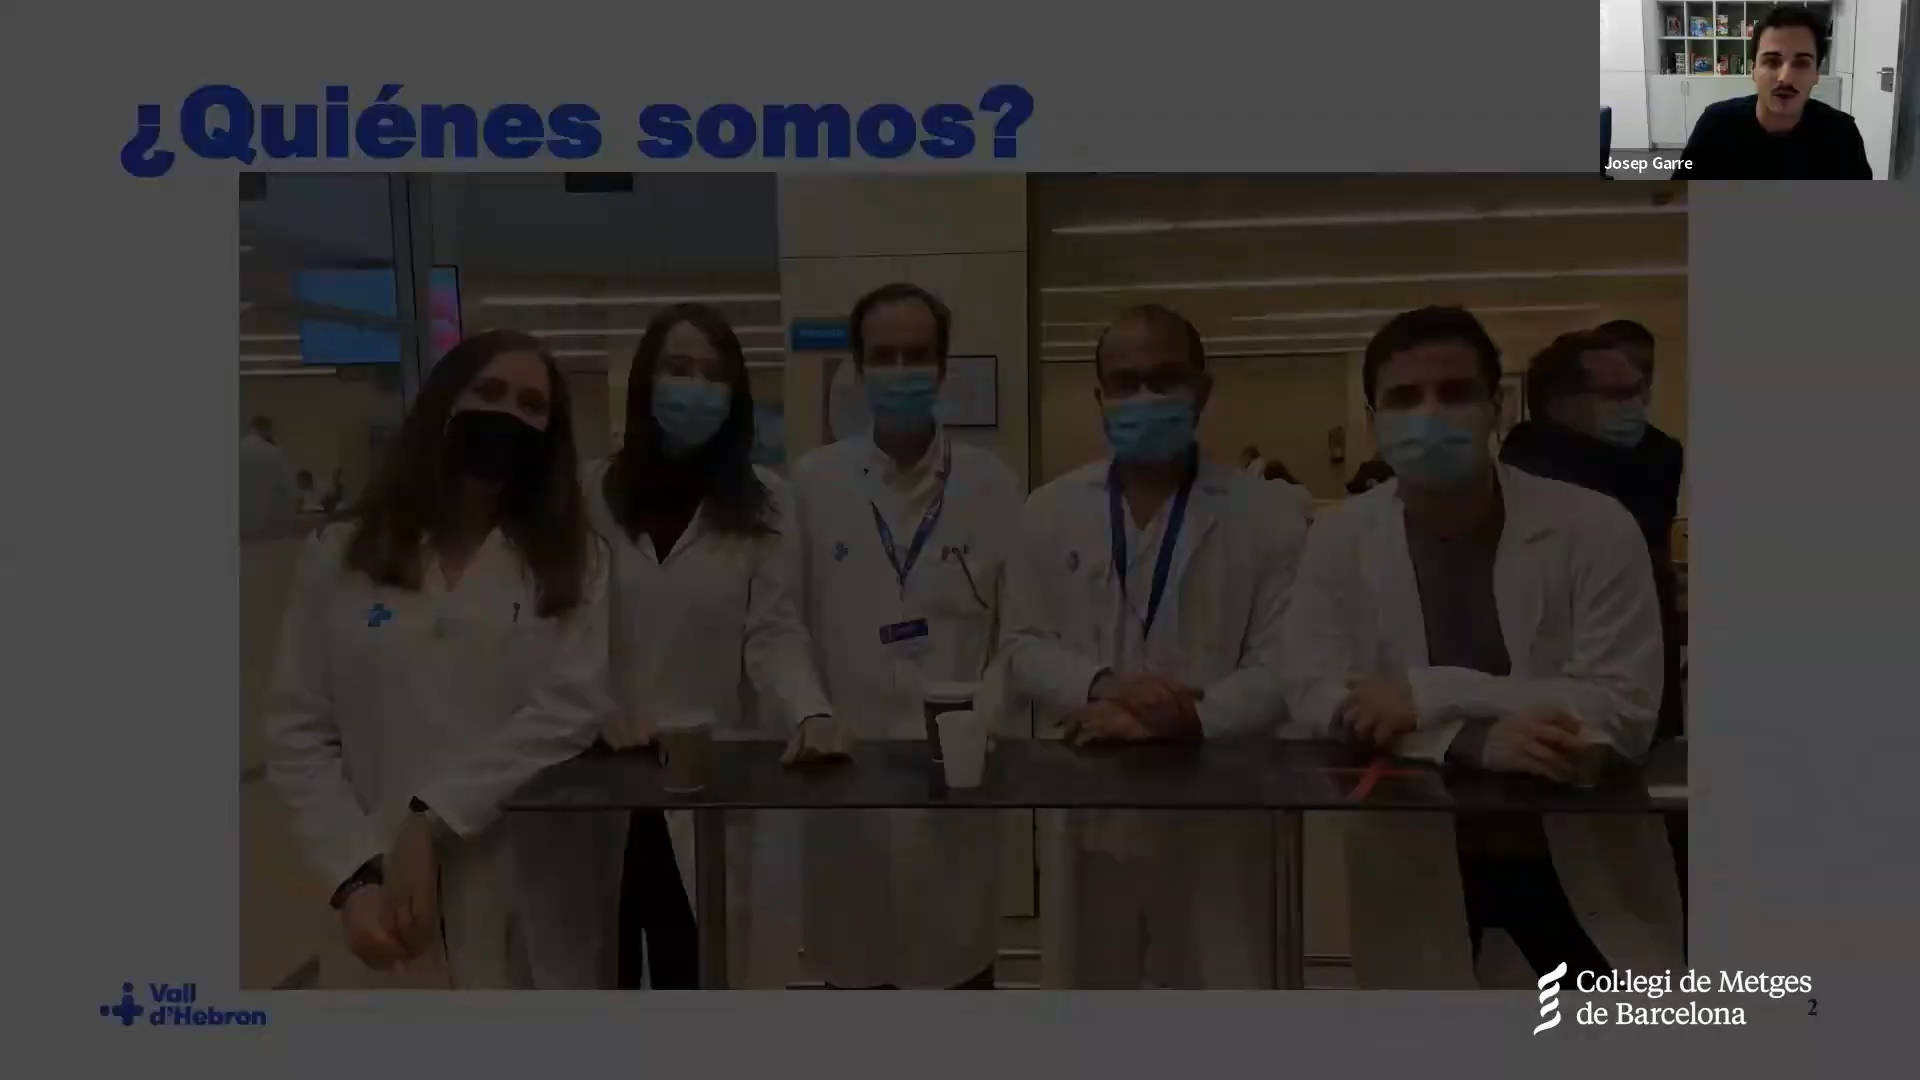 ¿Quiénes somos?
Josep Garre
Vall
d'Hebron
Col·legi de Metges
de Barcelona
2